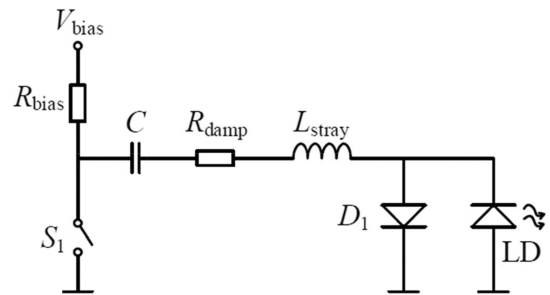 V_bias
R_bias
C
R_damp
L_stray
S_1
D_1
LD